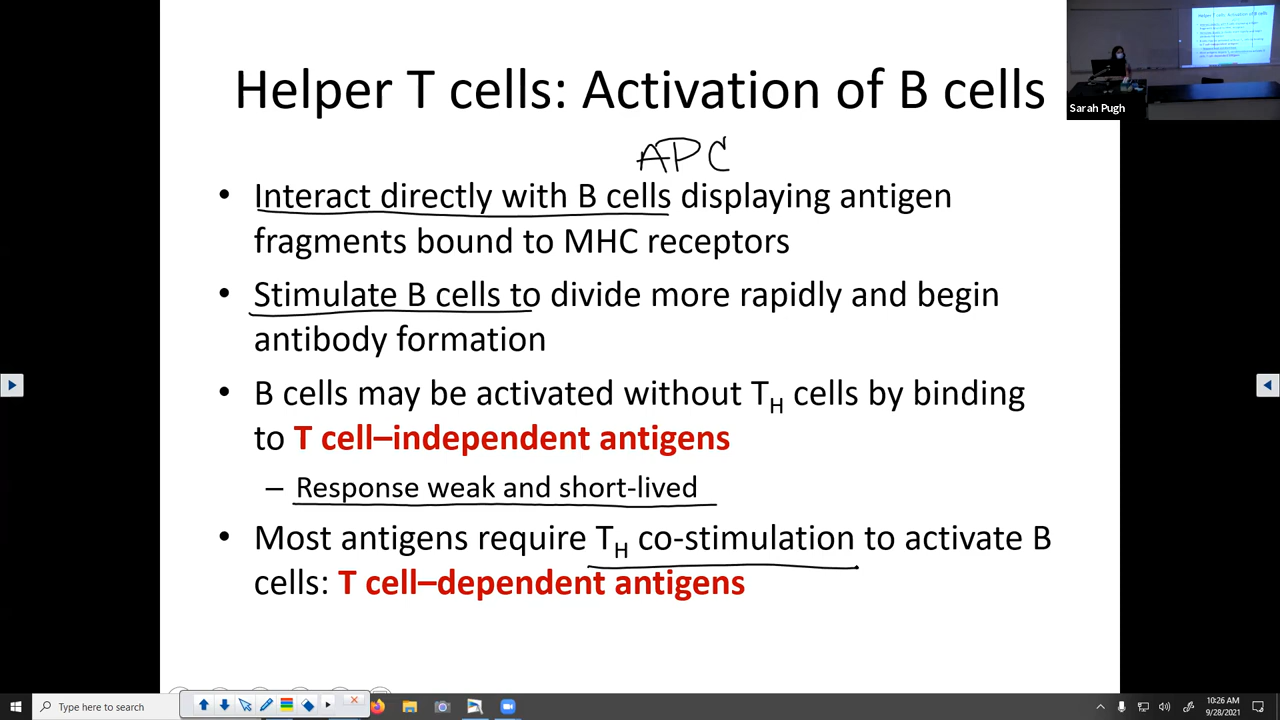 Helper T cells: Activation of B cells
Sarah Pugh
APC
• Interact directly with B cells displaying antigen
fragments bound to MHC receptors
• Stimulate B cells to divide more rapidly and begin
antibody formation
• B cells may be activated without TH cells by binding
to T cell–independent antigens
– Response weak and short-lived
• Most antigens require TH co-stimulation to activate B
cells: T cell–dependent antigens
Type here to search
10:26 AM
9/28/2021